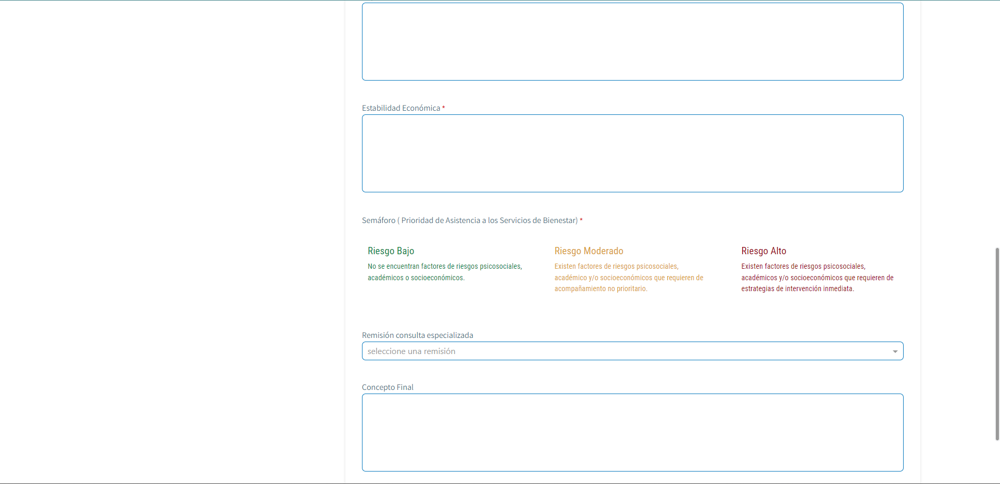 Estabilidad Económica *
Semáforo ( Prioridad de Asistencia a los Servicios de Bienestar) *
Riesgo Bajo
No se encuentran factores de riesgos psicosociales,
académicos o socioeconómicos.
Riesgo Moderado
Existen factores de riesgos psicosociales,
académico y/o socioeconómicos que requieren de
acompañamiento no prioritario.
Riesgo Alto
Existen factores de riesgos psicosociales,
académicos y/o socioeconómicos que requieren de
estrategias de intervención inmediata.
Remisión consulta especializada
seleccione una remisión
Concepto Final